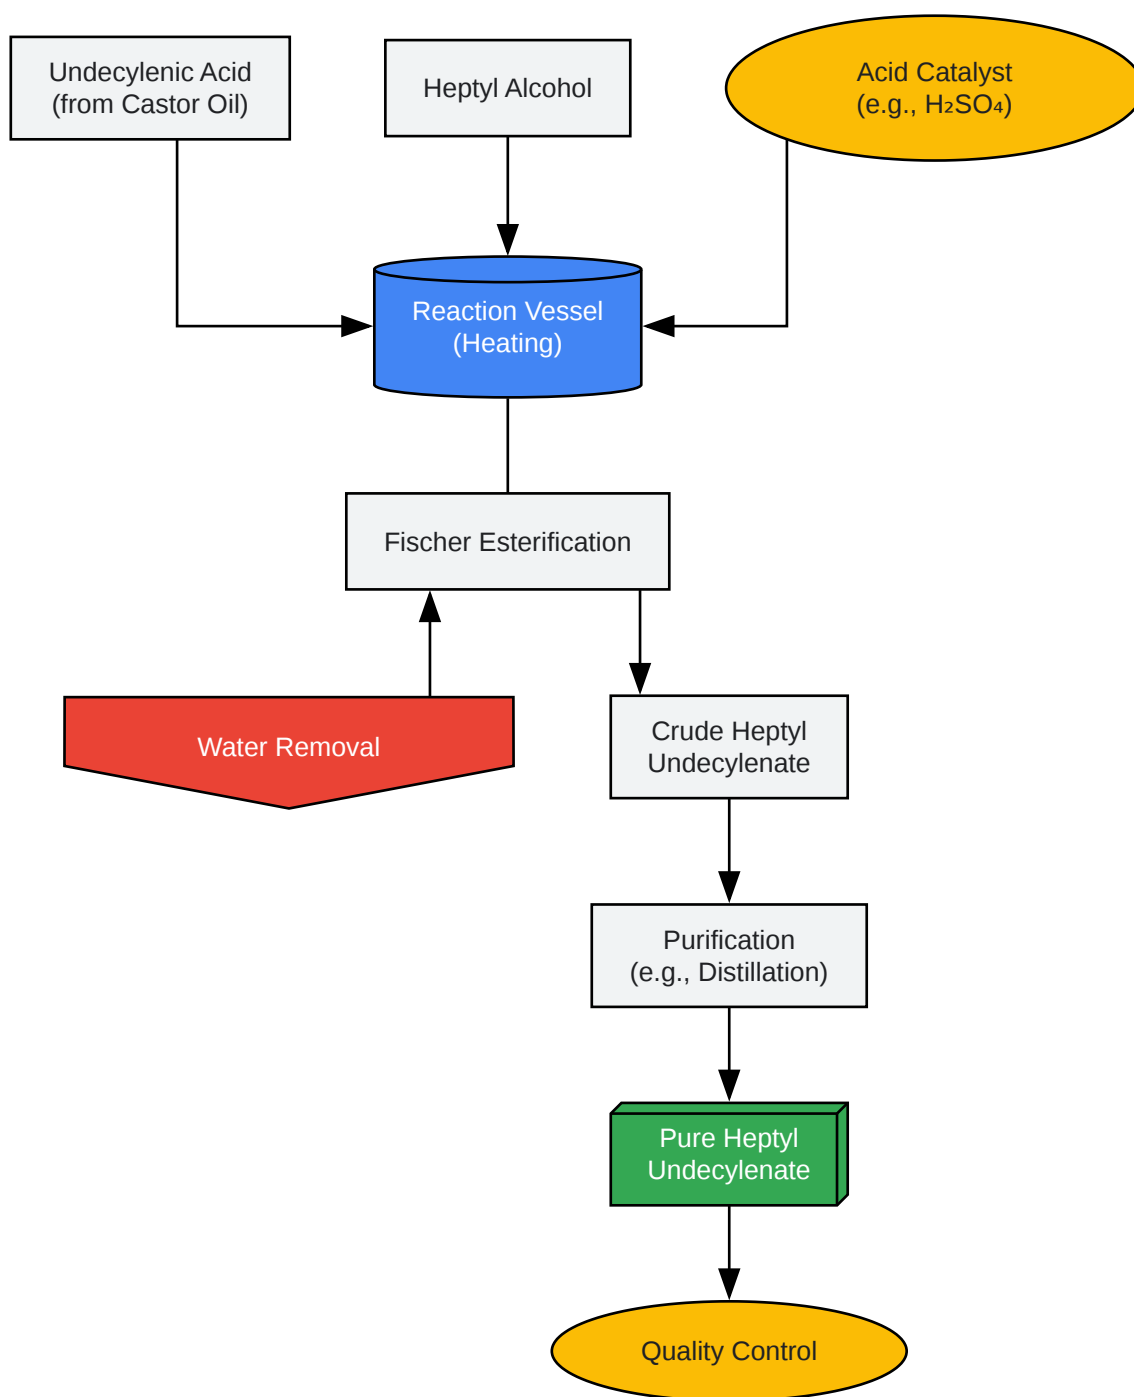 Undecylenic Acid
(from Castor Oil)
Heptyl Alcohol
Acid Catalyst
(e.g., H₂SO₄)
Reaction Vessel
(Heating)
Fischer Esterification
Water Removal
Crude Heptyl
Undecylenate
Purification
(e.g., Distillation)
Pure Heptyl
Undecylenate
Quality Control